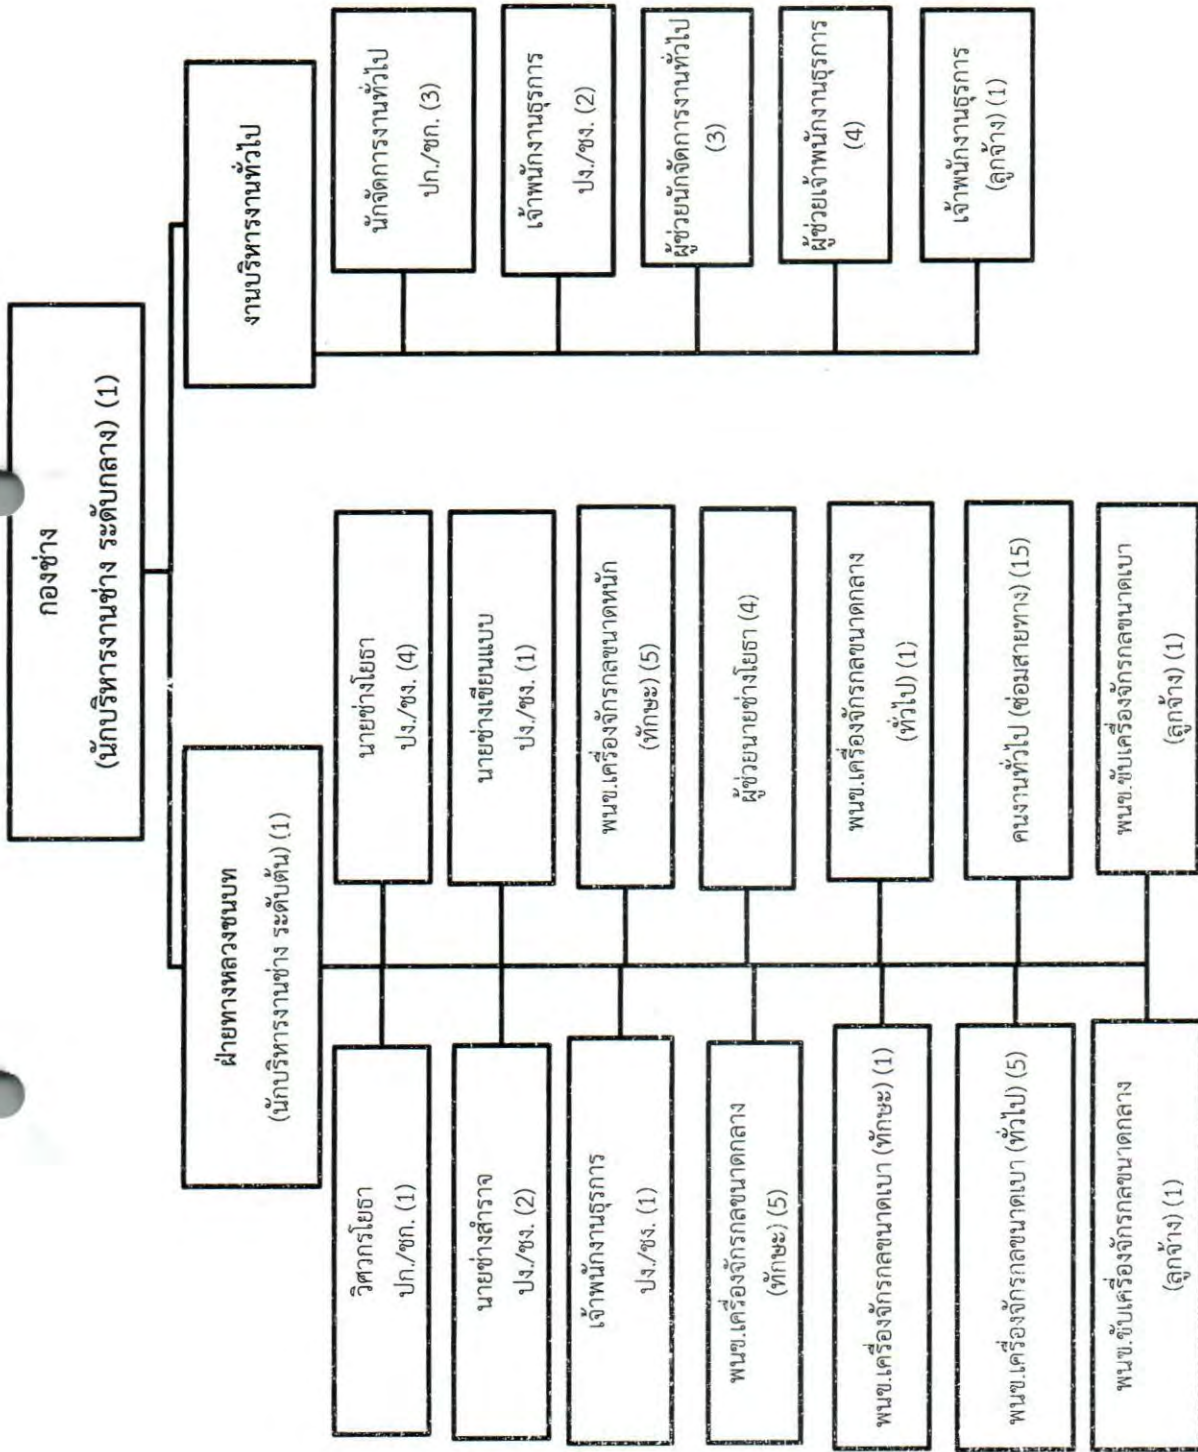 กองช่าง
(นักบริหารงานช่าง ระดับกลาง) (1)
ฝ่ายทางหลวงชนบท
(นักบริหารงานช่าง ระดับต้น) (1)
วิศวกรโยธา
ปก./ชก. (1)
นายช่างโยธา
ปง./ชง. (4)
นายช่างสำรวจ
ปง./ชง. (2)
นายช่างเขียนแบบ
ปง./ชง. (1)
เจ้าพนักงานธุรการ
ปง./ชง. (1)
พนข.เครื่องจักรกลขนาดหนัก
(ทักษะ) (5)
พนข.เครื่องจักรกลขนาดกลาง
(ทักษะ) (5)
ผู้ช่วยนายช่างโยธา (4)
พนข.เครื่องจักรกลขนาดเบา (ทักษะ) (1)
พนข.เครื่องจักรกลขนาดกลาง
(ทั่วไป) (1)
พนข.เครื่องจักรกลขนาดเบา (ทั่วไป) (5)
คนงานทั่วไป (ซ่อมสายทาง) (15)
พนข.ขับเครื่องจักรกลขนาดกลาง
(ลูกจ้าง) (1)
พนข.ขับเครื่องจักรกลขนาดเบา
(ลูกจ้าง) (1)
งานบริหารงานทั่วไป
นักจัดการงานทั่วไป
ปก./ชก. (3)
เจ้าพนักงานธุรการ
ปง./ชง. (2)
ผู้ช่วยนักจัดการงานทั่วไป
(3)
ผู้ช่วยเจ้าพนักงานธุรการ
(4)
เจ้าพนักงานธุรการ
(ลูกจ้าง) (1)